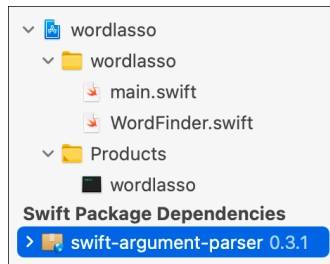 wordlasso
wordlasso
main.swift
WordFinder.swift
Products
wordlasso
Swift Package Dependencies
swift-argument-parser 0.3.1